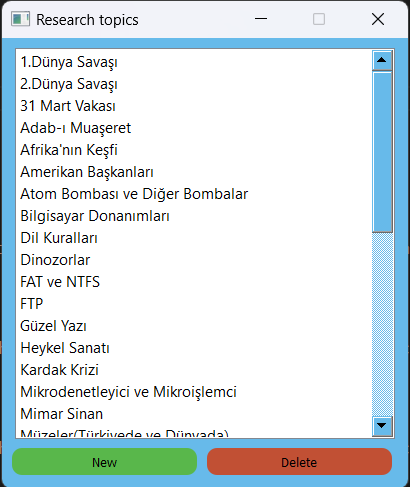 Research topics
1.Dünya Savaşı
2.Dünya Savaşı
31 Mart Vakası
Adab-ı Muaşeret
Afrika'nın Keşfi
Amerikan Başkanları
Atom Bombası ve Diğer Bombalar
Bilgisayar Donanımları
Dil Kuralları
Dinozorlar
FAT ve NTFS
FTP
Güzel Yazı
Heykel Sanatı
Kardak Krizi
Mikrodenetleyici ve Mikroişlemci
Mimar Sinan
Müzeler(Türkiyede ve Dünyada)
New
Delete